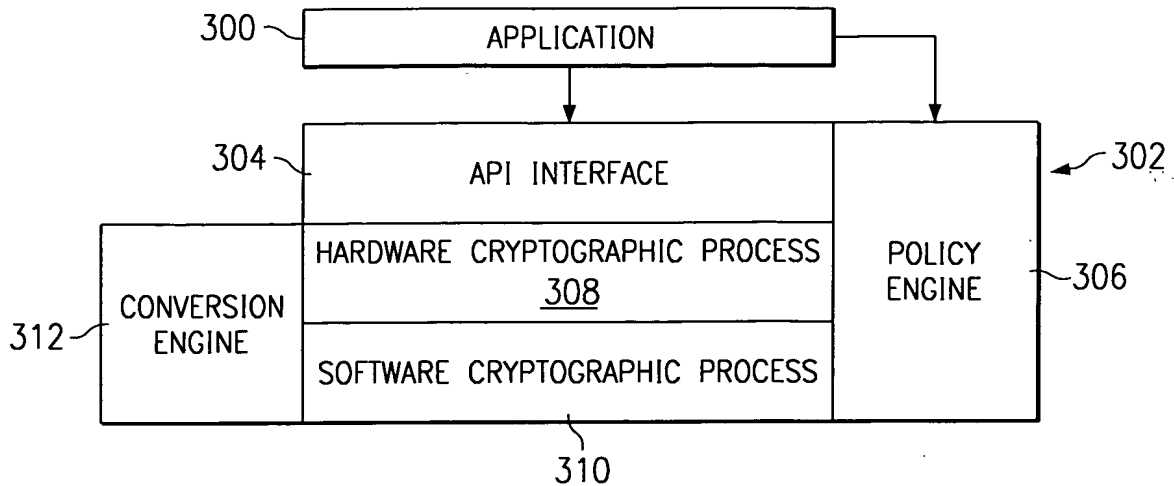 300
APPLICATION
304
API INTERFACE
302
HARDWARE CRYPTOGRAPHIC PROCESS
308
POLICY
ENGINE
306
312
CONVERSION
ENGINE
SOFTWARE CRYPTOGRAPHIC PROCESS
310